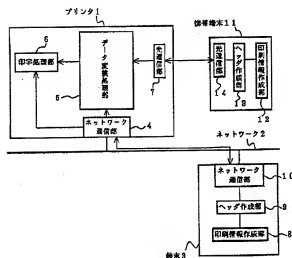 プリンタ1
携帯端末11
6
印字処理部
データ変換処理部
5
光通信部
7
光通信部
14
ヘッダ作成部
13
印刷情報作成部
12
ネットワーク
通信部
4
ネットワーク2
ネットワーク
通信部
10
ヘッダ作成部
9
印刷情報作成部
8
端末3